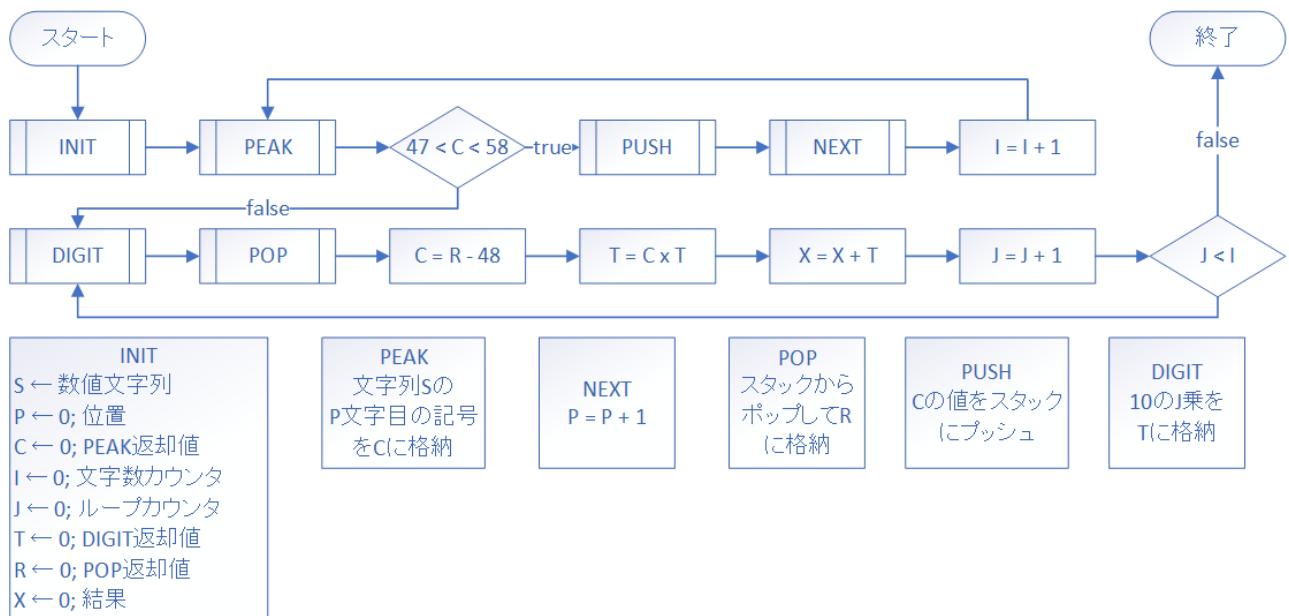 スタート
終了
INIT
PEAK
47 < C < 58
true
PUSH
NEXT
I = I + 1
false
false
DIGIT
POP
C = R - 48
T = C x T
X = X + T
J = J + 1
J < I
INIT
S ← 数値文字列
P ← 0; 位置
C ← 0; PEAK返却値
I ← 0; 文字数カウンタ
J ← 0; ループカウンタ
T ← 0; DIGIT返却値
R ← 0; POP返却値
X ← 0; 結果
PEAK
文字列Sの
P文字目の記号
をCに格納
NEXT
P = P + 1
POP
スタックから
ポップしてR
に格納
PUSH
Cの値をスタック
にプッシュ
DIGIT
10のJ乗を
Tに格納